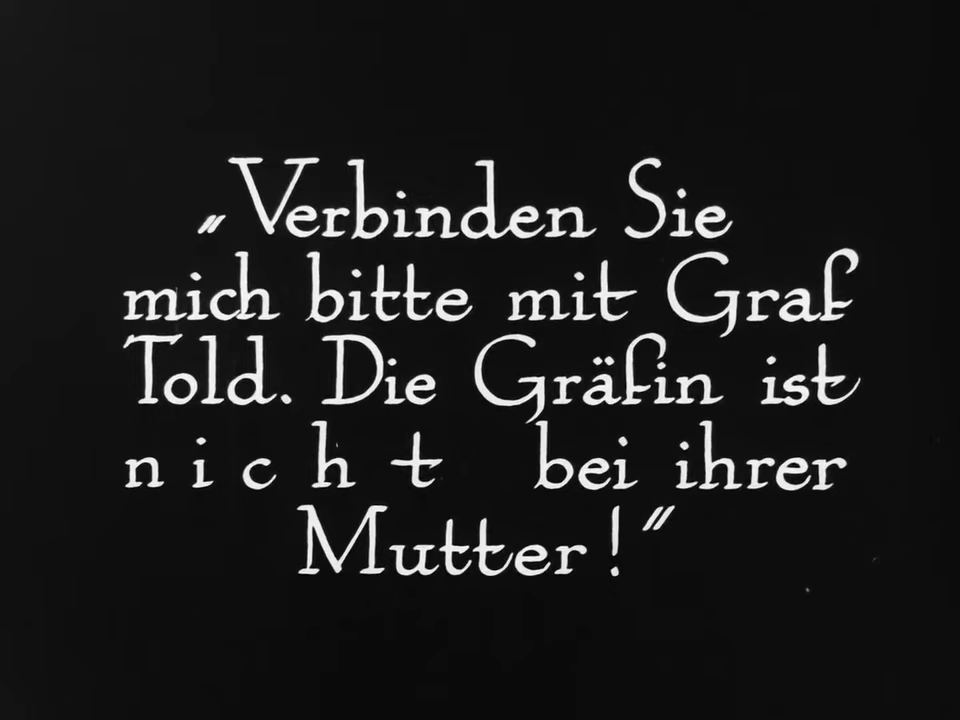 „Verbinden Sie
mich bitte mit Graf
Told. Die Gräfin ist
n i c h t bei ihrer
Mutter!”